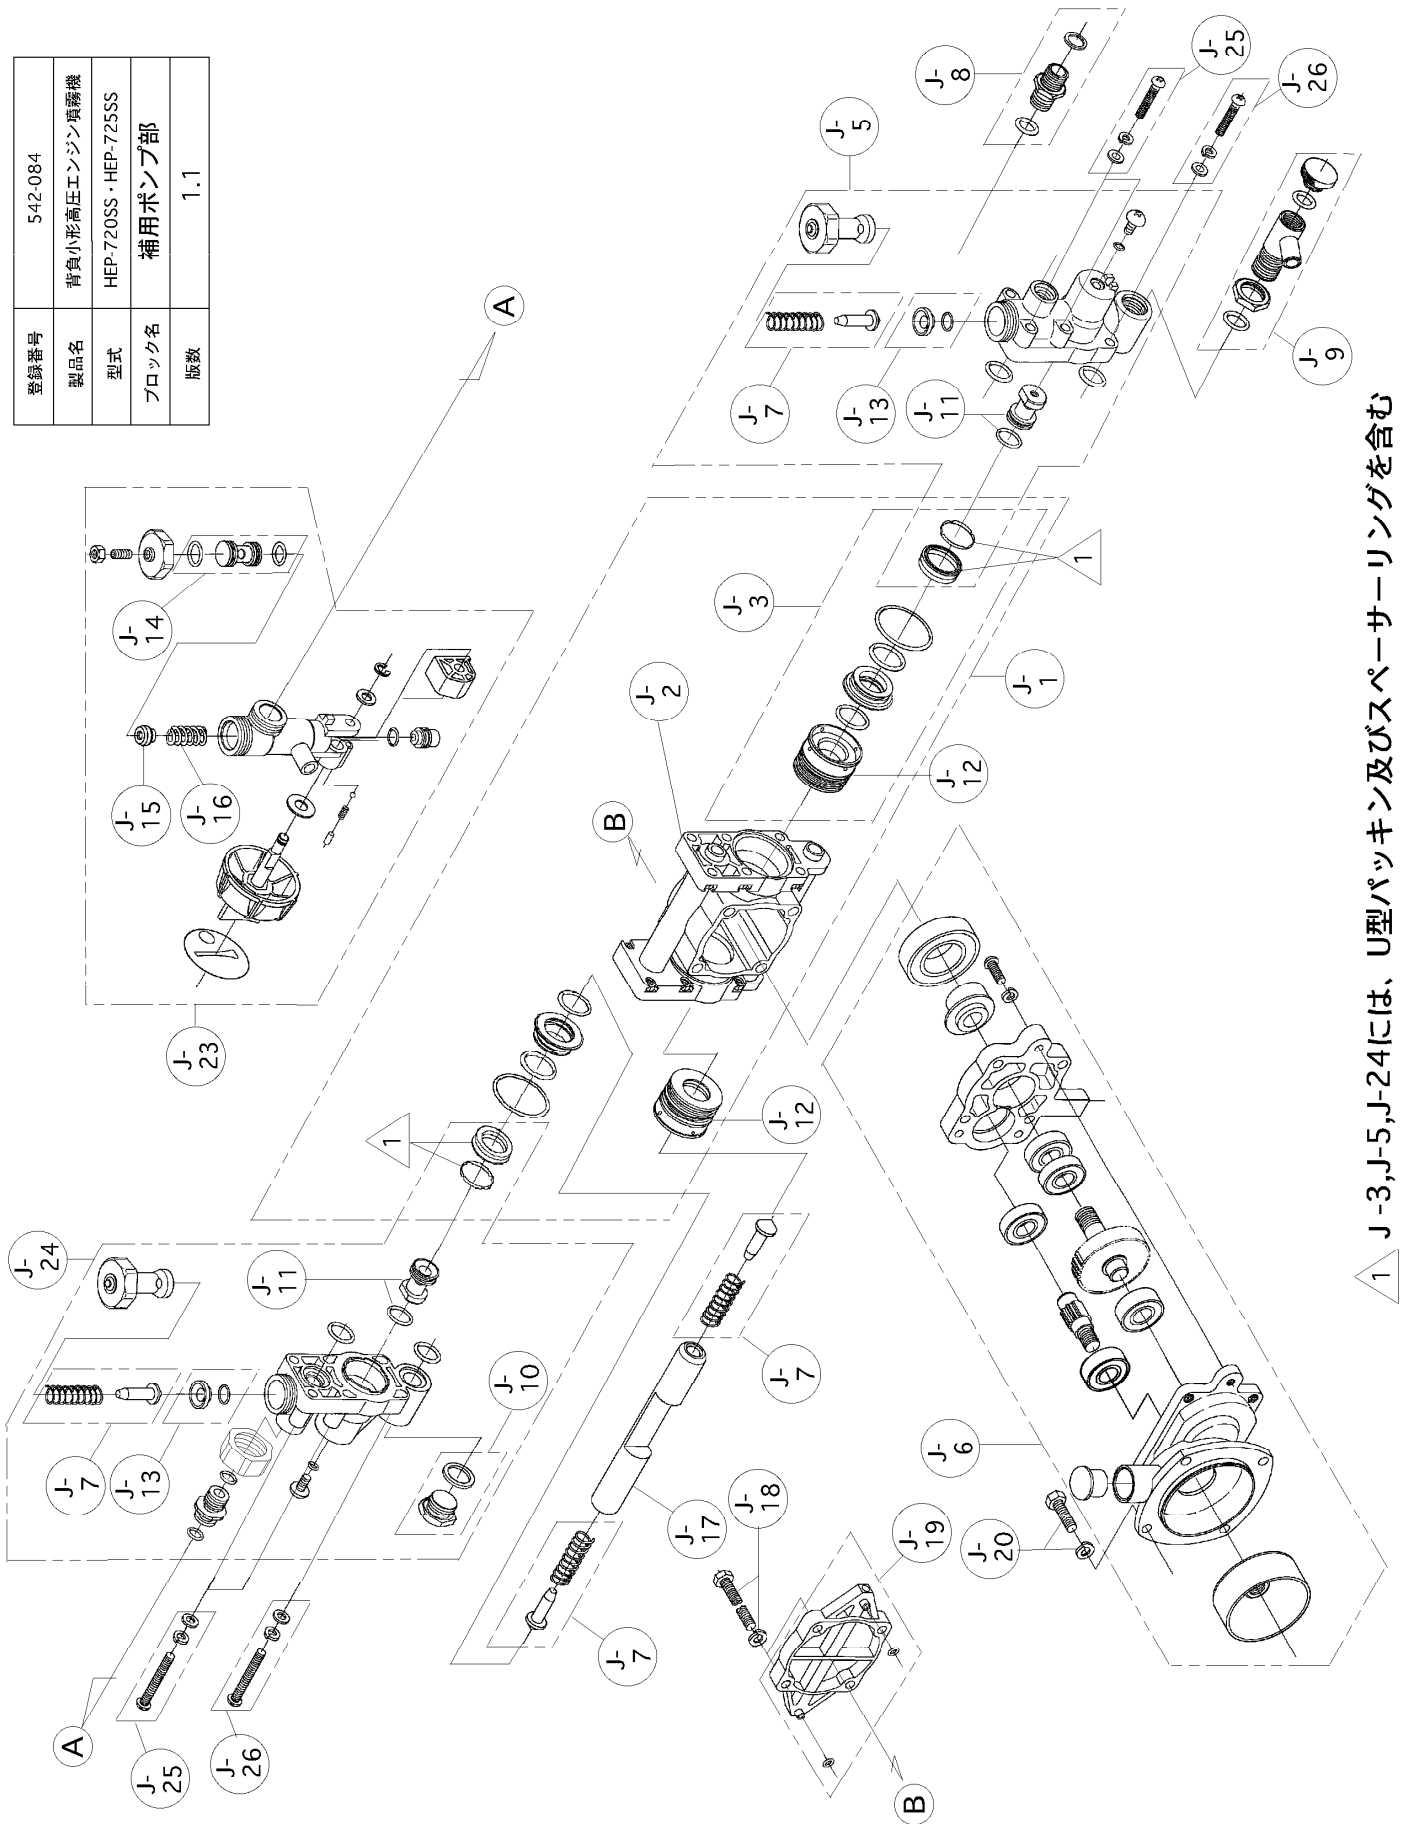 登録番号 542-084
製品名 背負小形高圧エンジン噴霧機
型式 HEP-720SS・HEP-725SS
ブロック名 補用ポンプ部
版数 1.1
J-24
J-7
J-13
J-11
J-10
A
J-25
J-26
J-7
J-17
J-7
J-12
1
J-23
J-15
J-16
J-14
A
J-2
B
J-3
J-12
J-1
1
J-7
J-13
J-11
J-5
J-8
J-25
J-26
J-9
J-18
J-19
B
J-20
J-6
1 J-3,J-5,J-24には、U型パッキン及びスペーサーリングを含む